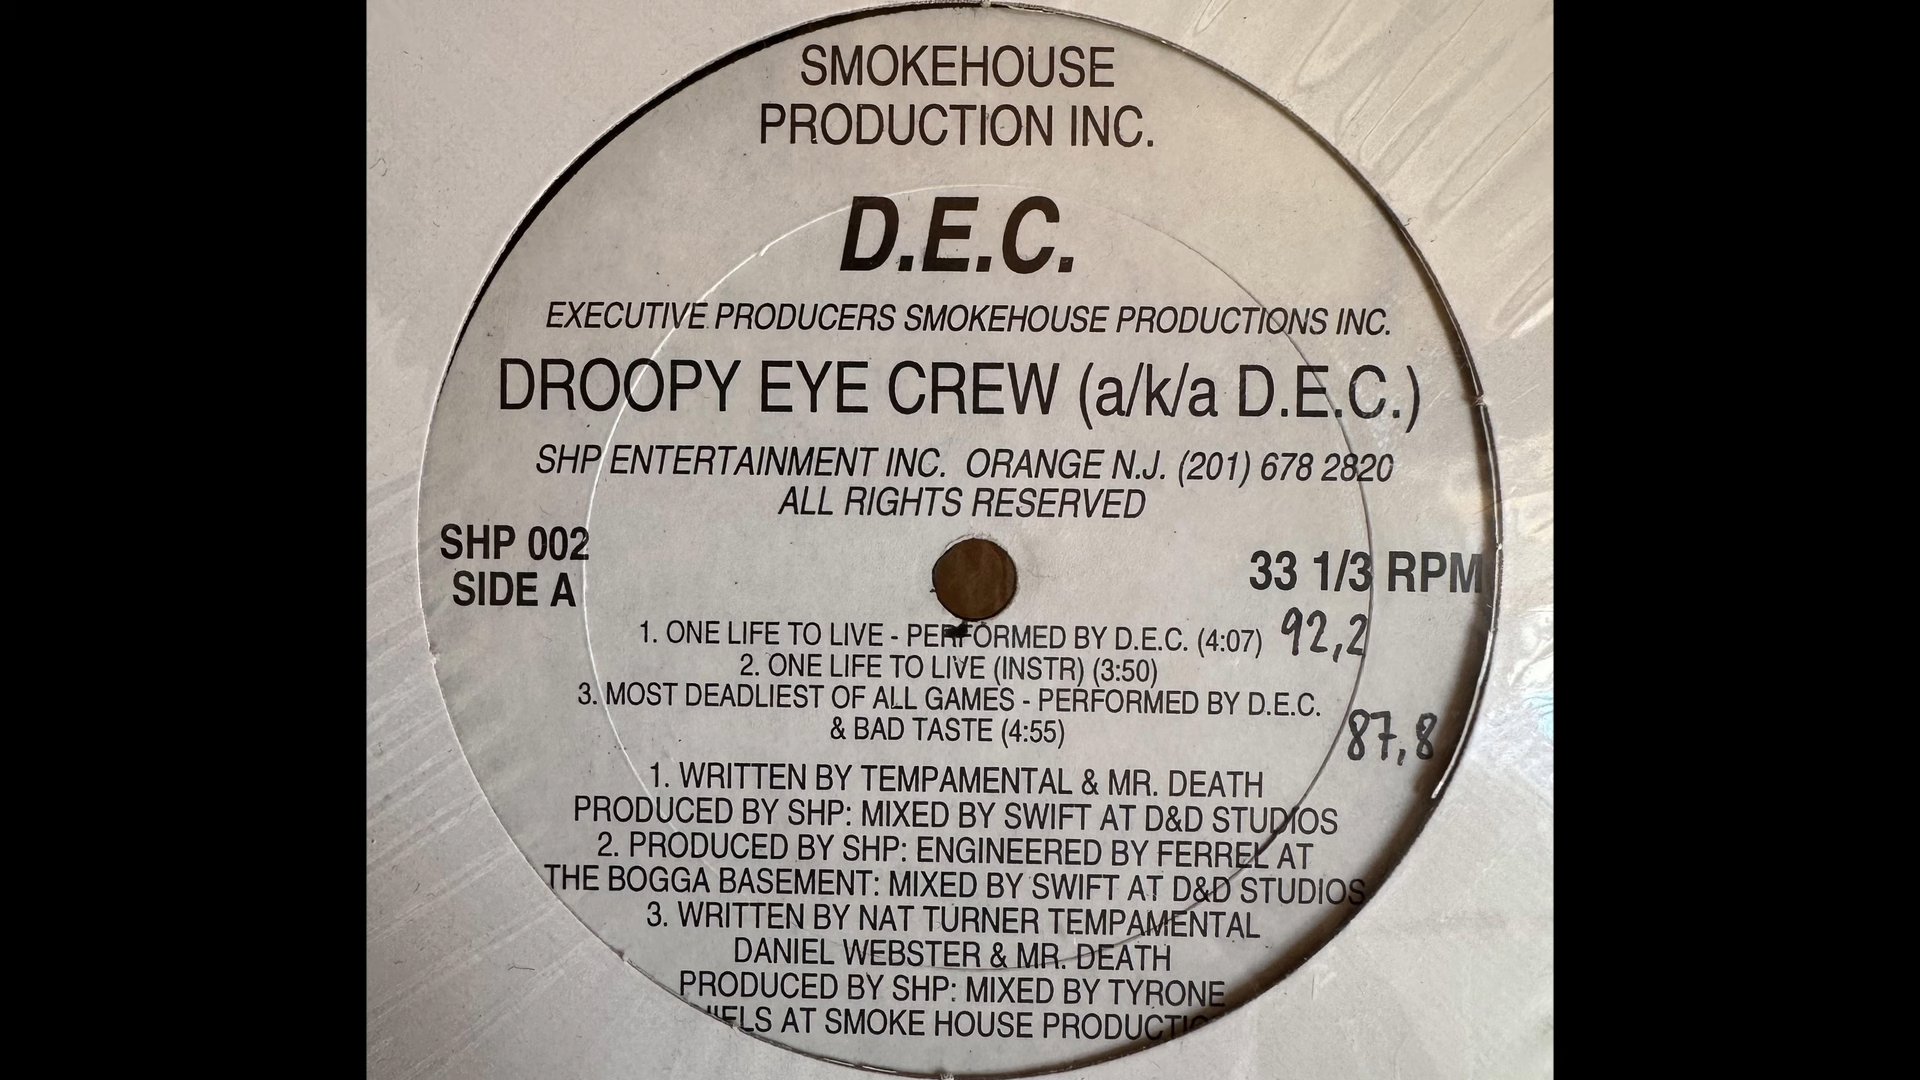 SMOKEHOUSE
PRODUCTION INC.
D.E.C.
EXECUTIVE PRODUCERS SMOKEHOUSE PRODUCTIONS INC.
DROOPY EYE CREW (a/k/a D.E.C.)
SHP ENTERTAINMENT INC. ORANGE N.J. (201) 678 2820
ALL RIGHTS RESERVED
SHP 002
SIDE A
33 1/3 RPM
1. ONE LIFE TO LIVE - PERFORMED BY D.E.C. (4:07) 92,2
2. ONE LIFE TO LIVE (INSTR) (3:50)
3. MOST DEADLIEST OF ALL GAMES - PERFORMED BY D.E.C.
& BAD TASTE (4:55) 87,8
1. WRITTEN BY TEMPAMENTAL & MR. DEATH
PRODUCED BY SHP: MIXED BY SWIFT AT D&D STUDIOS
2. PRODUCED BY SHP: ENGINEERED BY FERREL AT
THE BOGGA BASEMENT: MIXED BY SWIFT AT D&D STUDIOS
3. WRITTEN BY NAT TURNER TEMPAMENTAL
DANIEL WEBSTER & MR. DEATH
PRODUCED BY SHP: MIXED BY TYRONE
AT SMOKE HOUSE